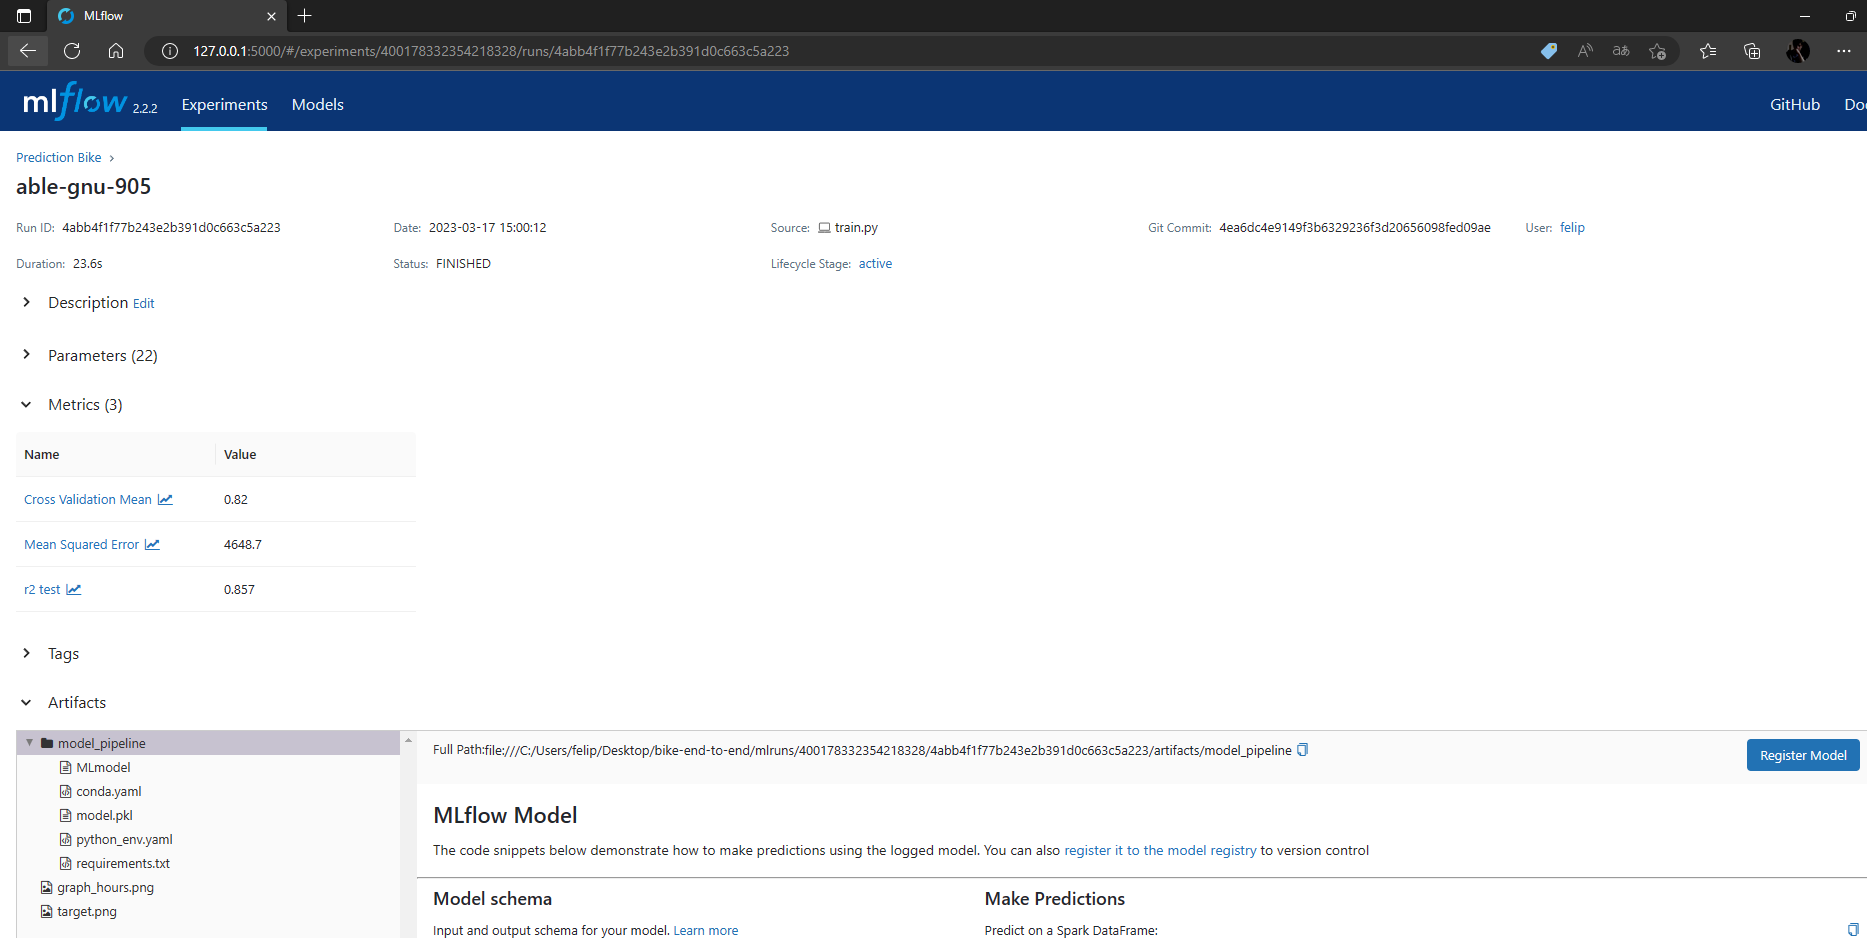 MLflow
127.0.0.1:5000/#/experiments/400178332354218328/runs/4abb4f1f77b243e2b391d0c663c5a223
mlflow 2.2.2 Experiments Models GitHub Doc
Prediction Bike ›
able-gnu-905
Run ID: 4abb4f1f77b243e2b391d0c663c5a223 Date: 2023-03-17 15:00:12 Source: train.py Git Commit: 4ea6dc4e9149f3b6329236f3d20656098fed09ae User: felip
Duration: 23.6s Status: FINISHED Lifecycle Stage: active
Description Edit
Parameters (22)
Metrics (3)
Name Value
Cross Validation Mean 0.82
Mean Squared Error 4648.7
r2 test 0.857
Tags
Artifacts
model_pipeline
MLmodel
conda.yaml
model.pkl
python_env.yaml
requirements.txt
graph_hours.png
target.png
Full Path:file:///C:/Users/felip/Desktop/bike-end-to-end/mlruns/400178332354218328/4abb4f1f77b243e2b391d0c663c5a223/artifacts/model_pipeline
Register Model
MLflow Model
The code snippets below demonstrate how to make predictions using the logged model. You can also register it to the model registry to version control
Model schema
Input and output schema for your model. Learn more
Make Predictions
Predict on a Spark DataFrame: